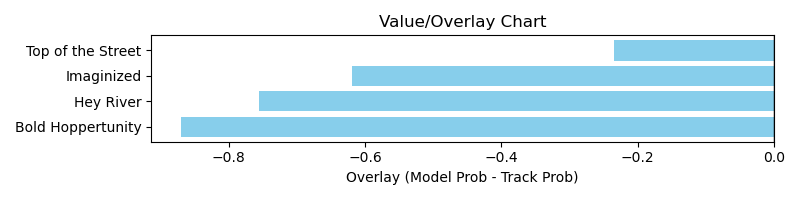 Value/Overlay Chart
Top of the Street
Imaginized
Hey River
Bold Hoppertunity
−0.8 −0.6 −0.4 −0.2 0.0
Overlay (Model Prob - Track Prob)